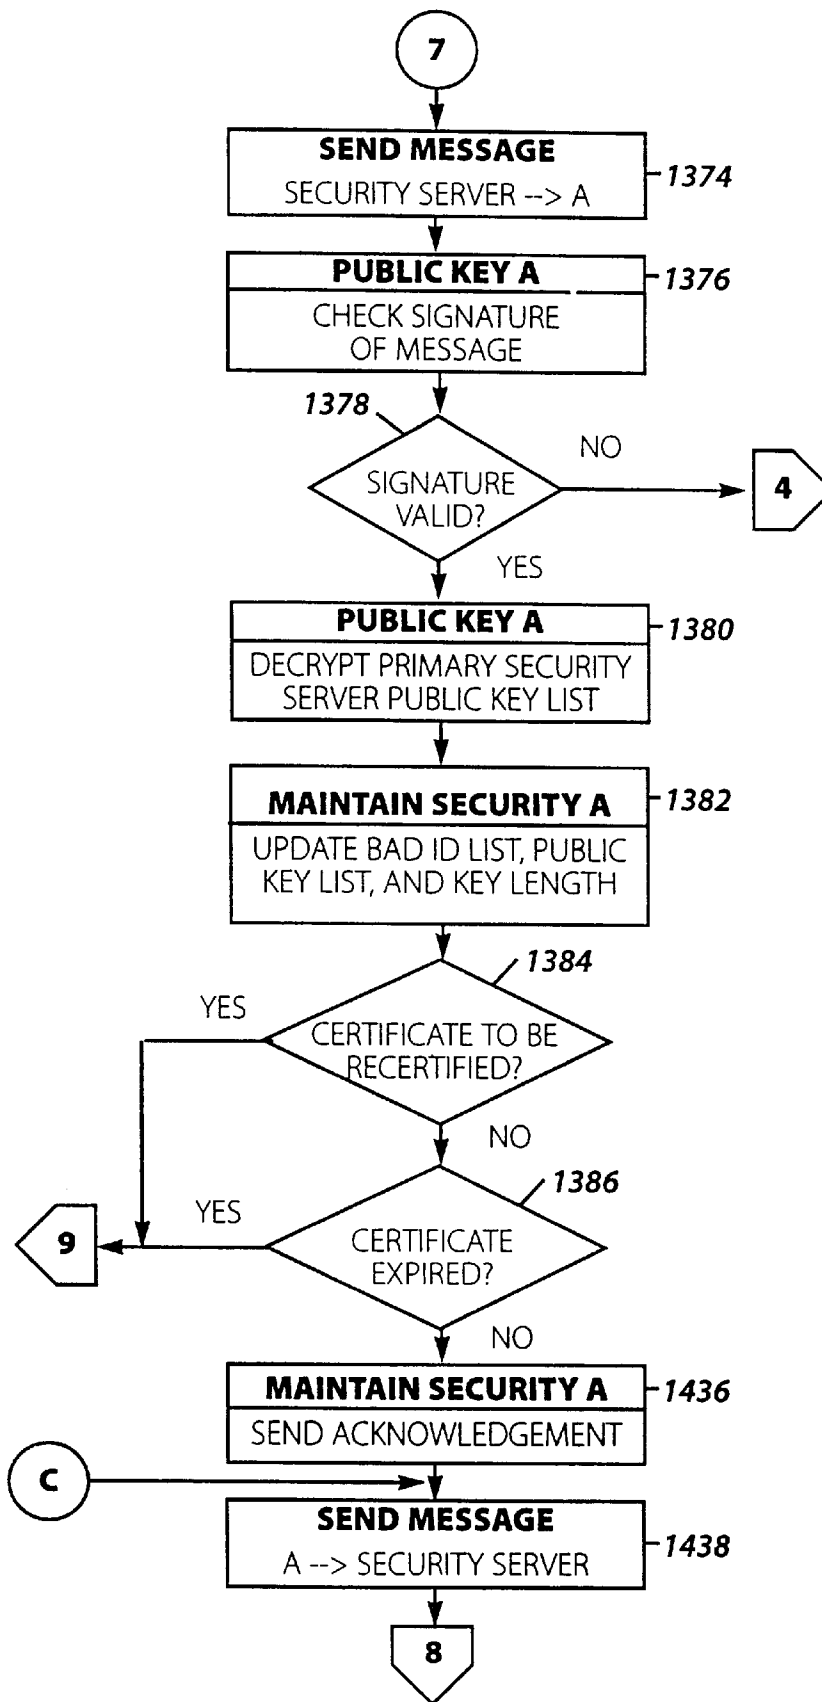 7
SEND MESSAGE
SECURITY SERVER --> A
1374
PUBLIC KEY A
1376
CHECK SIGNATURE
OF MESSAGE
1378
SIGNATURE
VALID?
NO
4
YES
PUBLIC KEY A
1380
DECRYPT PRIMARY SECURITY
SERVER PUBLIC KEY LIST
MAINTAIN SECURITY A
1382
UPDATE BAD ID LIST, PUBLIC
KEY LIST, AND KEY LENGTH
1384
YES
CERTIFICATE TO BE
RECERTIFIED?
NO
1386
YES
9
CERTIFICATE
EXPIRED?
NO
MAINTAIN SECURITY A
1436
SEND ACKNOWLEDGEMENT
C
SEND MESSAGE
1438
A --> SECURITY SERVER
8